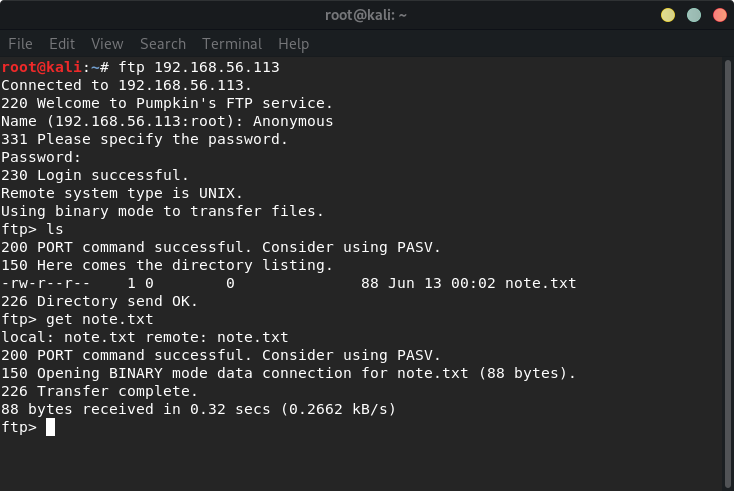 root@kali: ~
File Edit View Search Terminal Help
root@kali:~# ftp 192.168.56.113
Connected to 192.168.56.113.
220 Welcome to Pumpkin's FTP service.
Name (192.168.56.113:root): Anonymous
331 Please specify the password.
Password:
230 Login successful.
Remote system type is UNIX.
Using binary mode to transfer files.
ftp> ls
200 PORT command successful. Consider using PASV.
150 Here comes the directory listing.
-rw-r--r--    1 0        0              88 Jun 13 00:02 note.txt
226 Directory send OK.
ftp> get note.txt
local: note.txt remote: note.txt
200 PORT command successful. Consider using PASV.
150 Opening BINARY mode data connection for note.txt (88 bytes).
226 Transfer complete.
88 bytes received in 0.32 secs (0.2662 kB/s)
ftp>